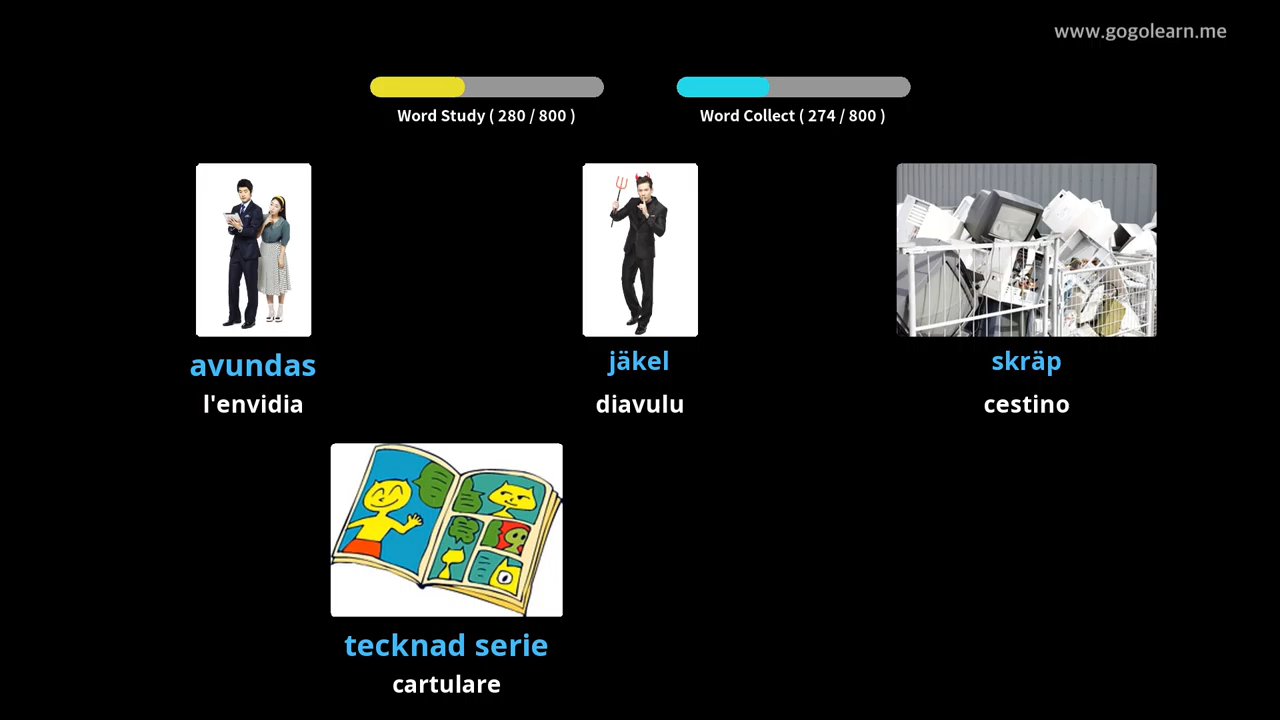 www.gogolearn.me
Word Study ( 280 / 800 )
Word Collect ( 274 / 800 )
avundas
l'envidia
jäkel
diavulu
skräp
cestino
tecknad serie
cartulare